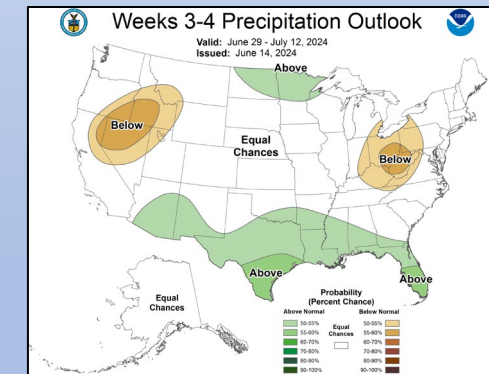 Weeks 3-4 Precipitation Outlook
NOAA
Valid: June 29 - July 12, 2024
Issued: June 14, 2024
Above
Below
Equal
Chances
Below
Above
Above
Equal
Chances
Probability
(Percent Chance)
Above Normal
Equal
Chances
Below Normal
50-55%
55-60%
60-70%
70-80%
80-90%
90-100%
50-55%
55-60%
60-70%
70-80%
80-90%
90-100%